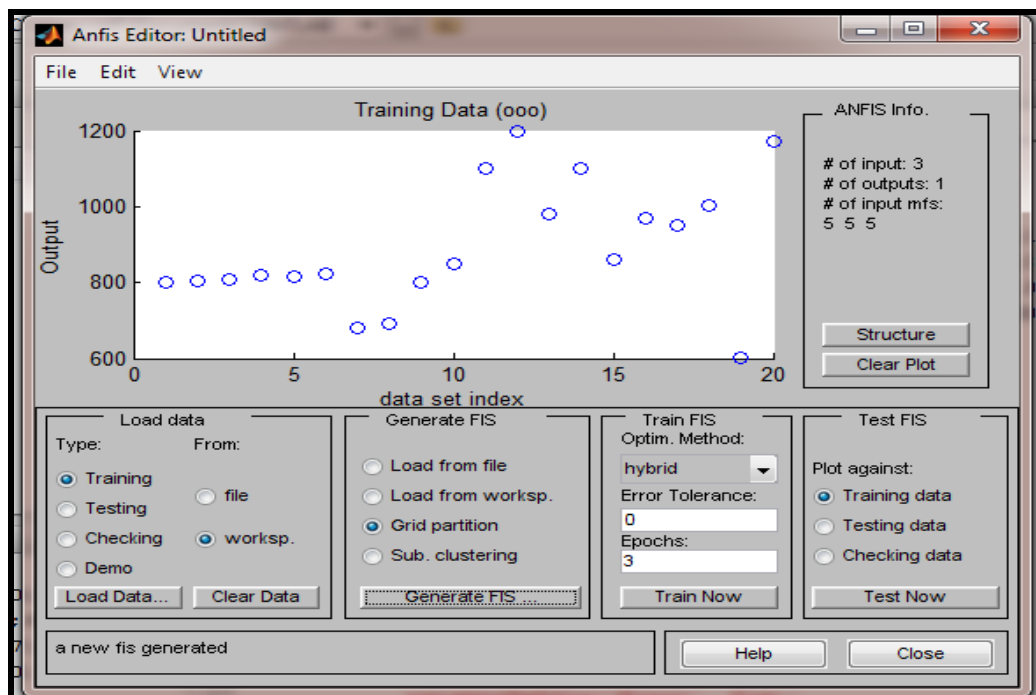 Anfis Editor: Untitled
File Edit View
Training Data (ooo)
1200
1000
800
600
Output
0 5 10 15 20
data set index
ANFIS Info.
# of input: 3
# of outputs: 1
# of input mfs:
5 5 5
Structure
Clear Plot
Load data
Type: From:
Training
Testing
Checking
Demo
file
worksp.
Load Data... Clear Data
Generate FIS
Load from file
Load from worksp.
Grid partition
Sub. clustering
Generate FIS ...
Train FIS
Optim. Method:
hybrid
Error Tolerance:
0
Epochs:
3
Train Now
Test FIS
Plot against:
Training data
Testing data
Checking data
Test Now
a new fis generated
Help Close